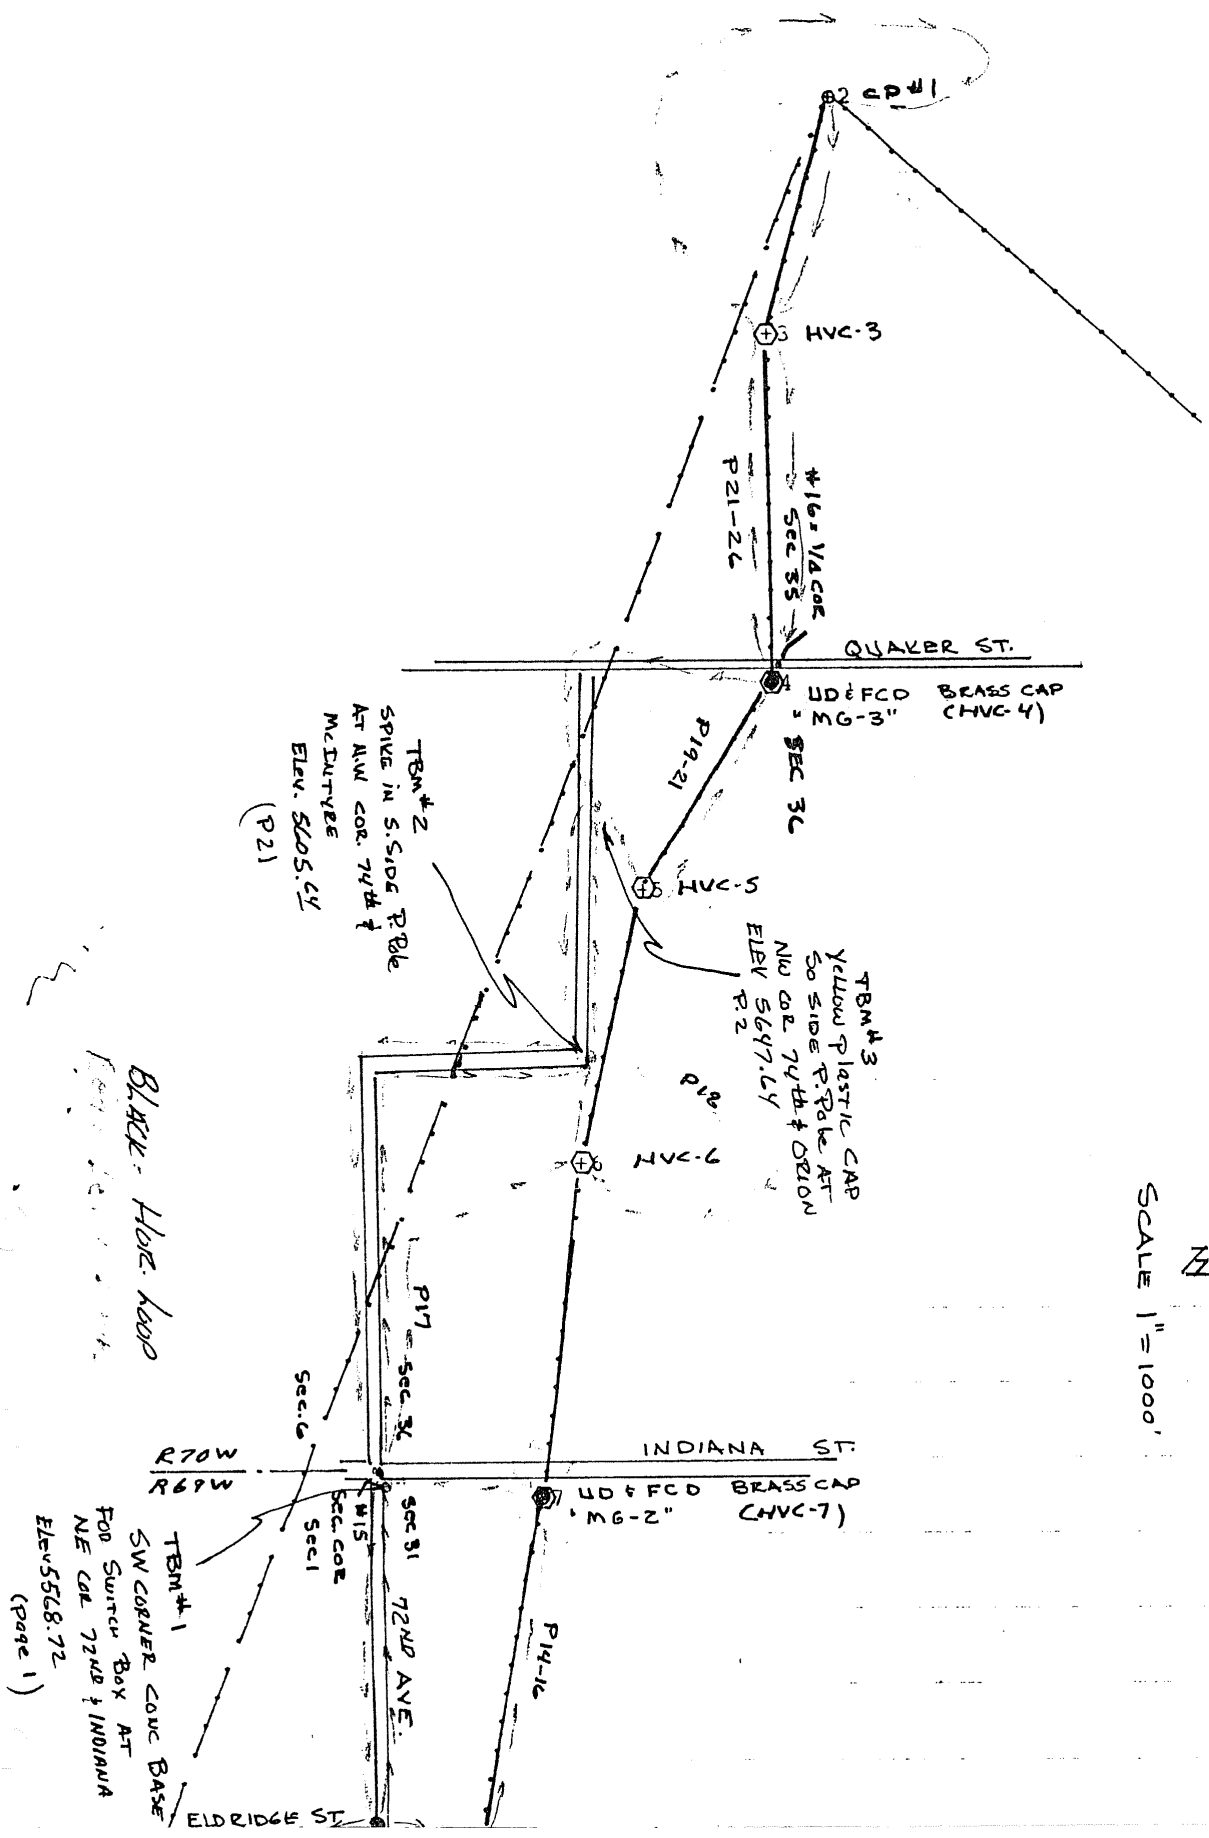 2 CP#1
3 HVC-3
#16 = 1/4 COR
Sec 35
P21-26
QUAKER ST.
4
UD & FCD BRASS CAP
"MG-3" (HVC-4)
SEC 36
P19-21
5 HVC-5
TBM #2
SPIKE IN S. SIDE P. Pole
AT N.W COR. 74th &
McINTYRE
ELEV. 5605.64
(P2)
TBM #3
YELLOW PLASTIC CAP
SO SIDE P. Pole AT
NW COR 74th & ORION
ELEV 5647.64
P.2
P18
HVC-6
SCALE 1" = 1000'
N
BLACK - HOR. LOOP
P17
Sec. 36
Sec. 6
R70W
R69W
INDIANA ST.
UD & FCD BRASS CAP
"MG-2" (HVC-7)
Sec 31
#15
SEC. COR
Sec 1
72ND AVE.
P14-16
TBM #1
SW CORNER CONC BASE
FOD SWITCH BOX AT
NE COR 72ND & INDIANA
ELEV 5568.72
(page 1)
ELDRIDGE ST